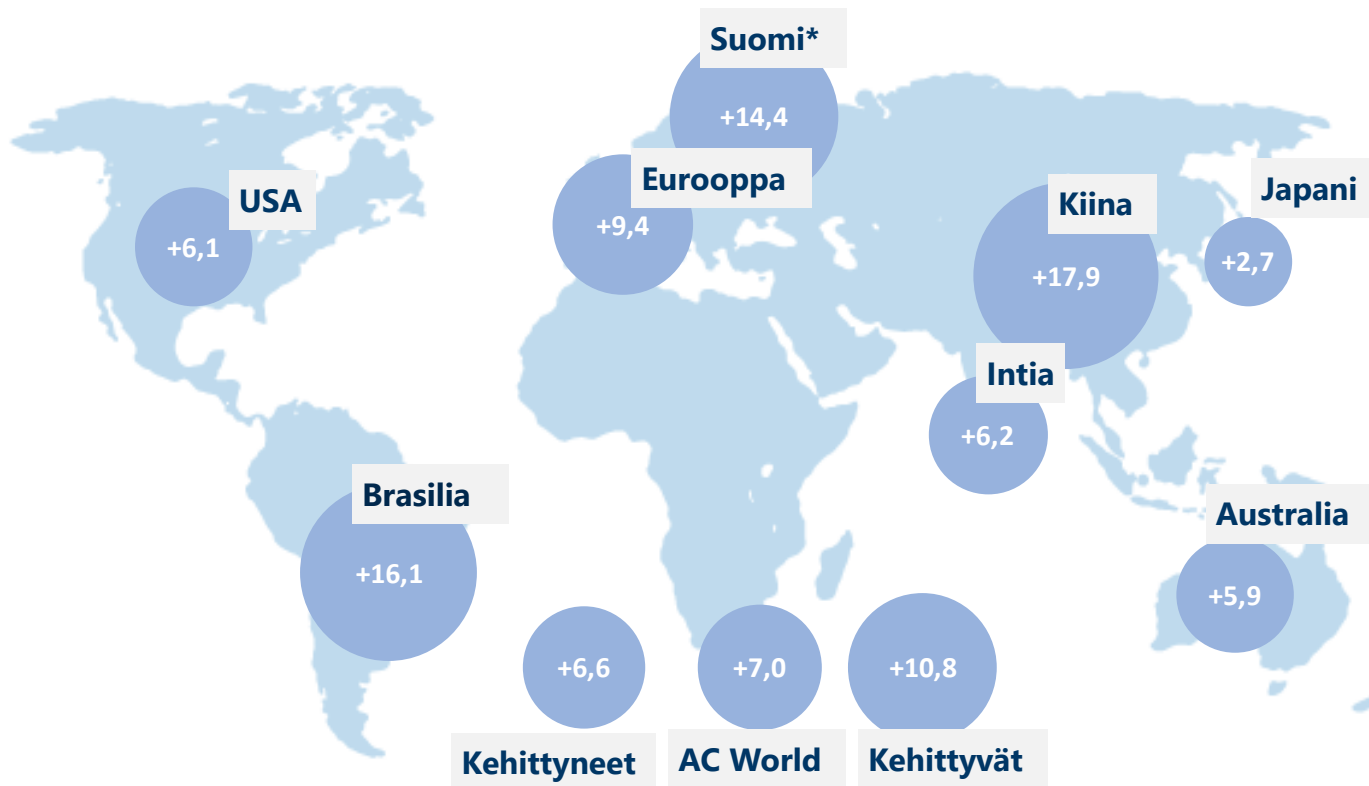 Suomi*
+14,4
Eurooppa
+9,4
USA
+6,1
Kiina
+17,9
Japani
+2,7
Intia
+6,2
Brasilia
+16,1
Australia
+5,9
+6,6
Kehittyneet
+7,0
AC World
+10,8
Kehittyvät